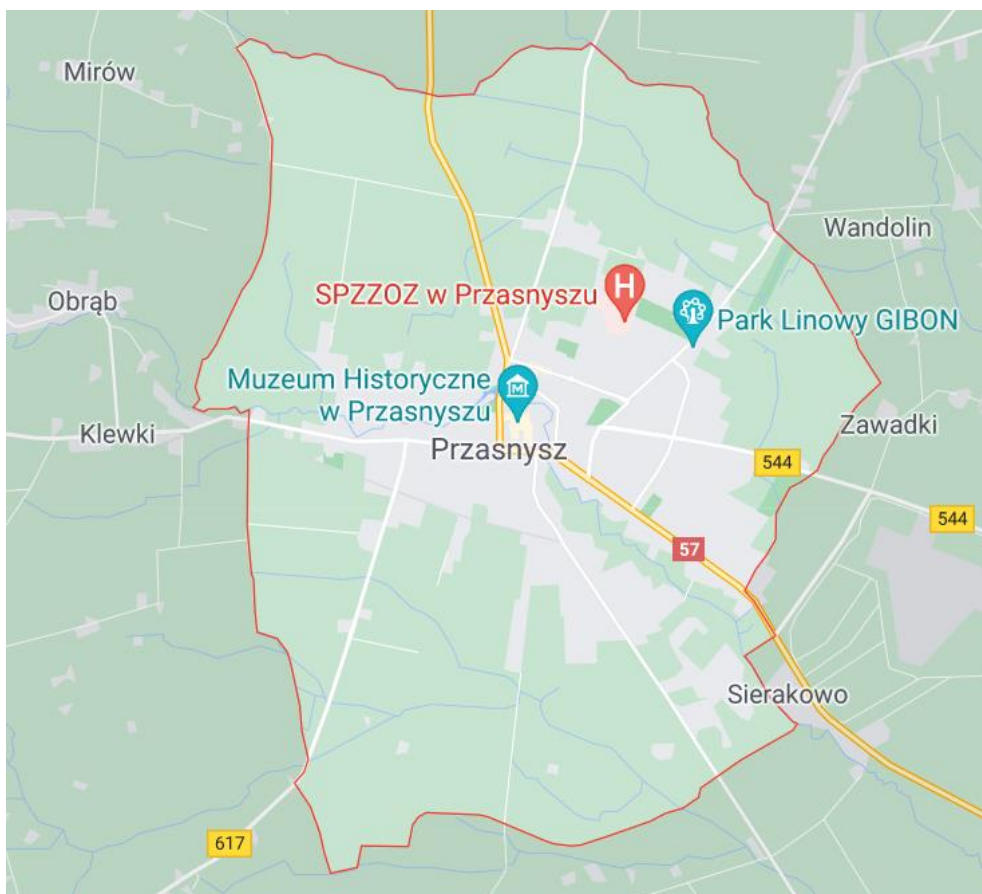 Mirów
Wandolin
SPZZOZ w Przasnyszu
H
Obrąb
Park Linowy GIBON
Muzeum Historyczne
w Przasnyszu
M
Klewki
Zawadki
Przasnysz
544
544
57
Sierakowo
617